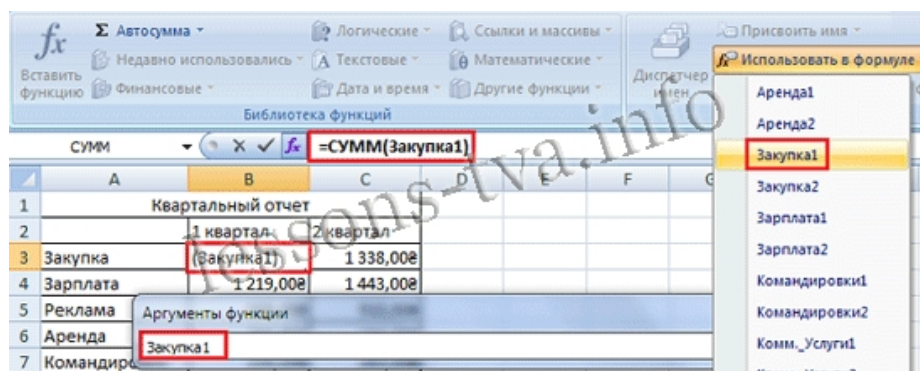 fx
Вставить функцию
Σ Автосумма
Недавно использовались
Финансовые
Логические
Текстовые
Дата и время
Ссылки и массивы
Математические
Другие функции
Библиотека функций
Диспетчер имен
Присвоить имя
Использовать в формуле
Аренда1
Аренда2
Закупка1
Закупка2
Зарплата1
Зарплата2
Командировки1
Командировки2
Комм._Услуги1
СУММ
fx
=СУММ(Закупка1)
A B C D E F G
1 Квартальный отчет
2 1 квартал 2 квартал
3 Закупка (Закупка1) 1 338,00₴
4 Зарплата 1 219,00₴ 1 443,00₴
5 Реклама
6 Аренда
7 Командиро
Аргументы функции
Закупка1
lessons-tva.info